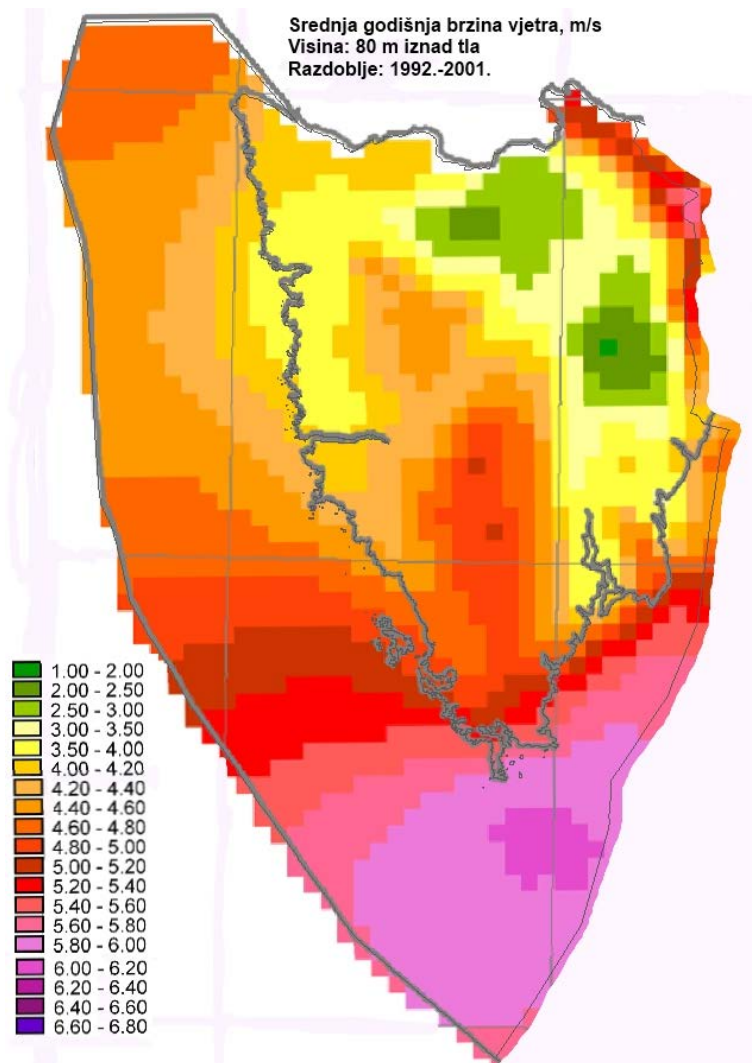 Srednja godišnja brzina vjetra, m/s
Visina: 80 m iznad tla
Razdoblje: 1992.-2001.
1.00 - 2.00
2.00 - 2.50
2.50 - 3.00
3.00 - 3.50
3.50 - 4.00
4.00 - 4.20
4.20 - 4.40
4.40 - 4.60
4.60 - 4.80
4.80 - 5.00
5.00 - 5.20
5.20 - 5.40
5.40 - 5.60
5.60 - 5.80
5.80 - 6.00
6.00 - 6.20
6.20 - 6.40
6.40 - 6.60
6.60 - 6.80